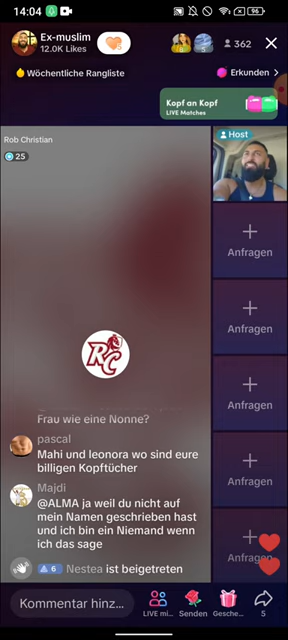 14:04
96
Ex-muslim
12.0K Likes
5
362
Wöchentliche Rangliste
Erkunden
Kopf an Kopf
LIVE Matches
Rob Christian
25
Host
Anfragen
Anfragen
Anfragen
Anfragen
Anfragen
RC
Frau wie eine Nonne?
pascal
Mahi und leonora wo sind eure
billigen Kopftücher
Majdi
@ALMA ja weil du nicht auf
mein Namen geschrieben hast
und ich bin ein Niemand wenn
ich das sage
6 Nestea ist beigetreten
Kommentar hinz...
LIVE mi...
Senden
Gesche...
5